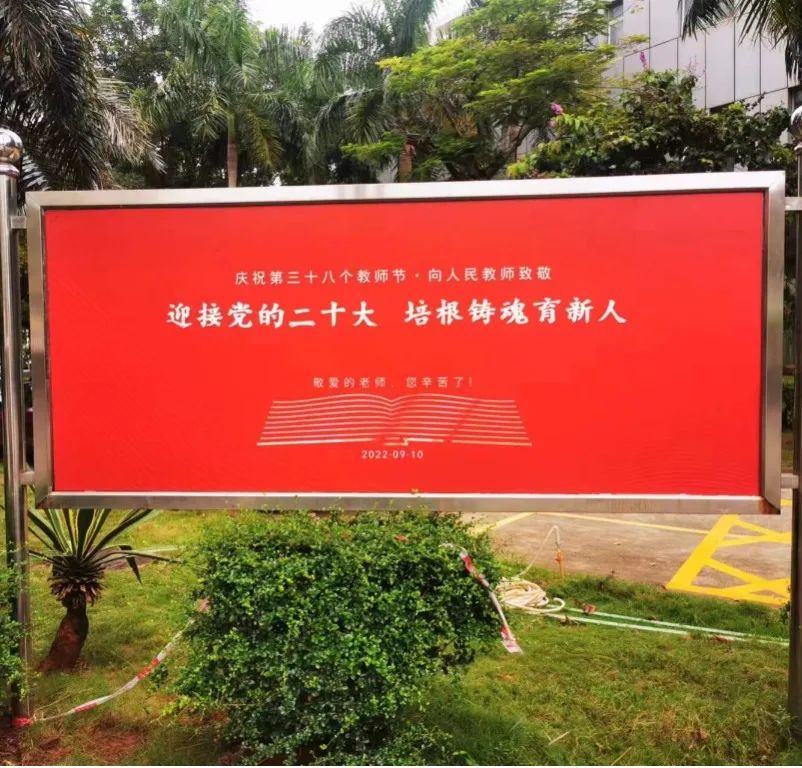 庆祝第三十八个教师节·向人民教师致敬
迎接党的二十大 培根铸魂育新人
敬爱的老师，您辛苦了！
2022-09-10